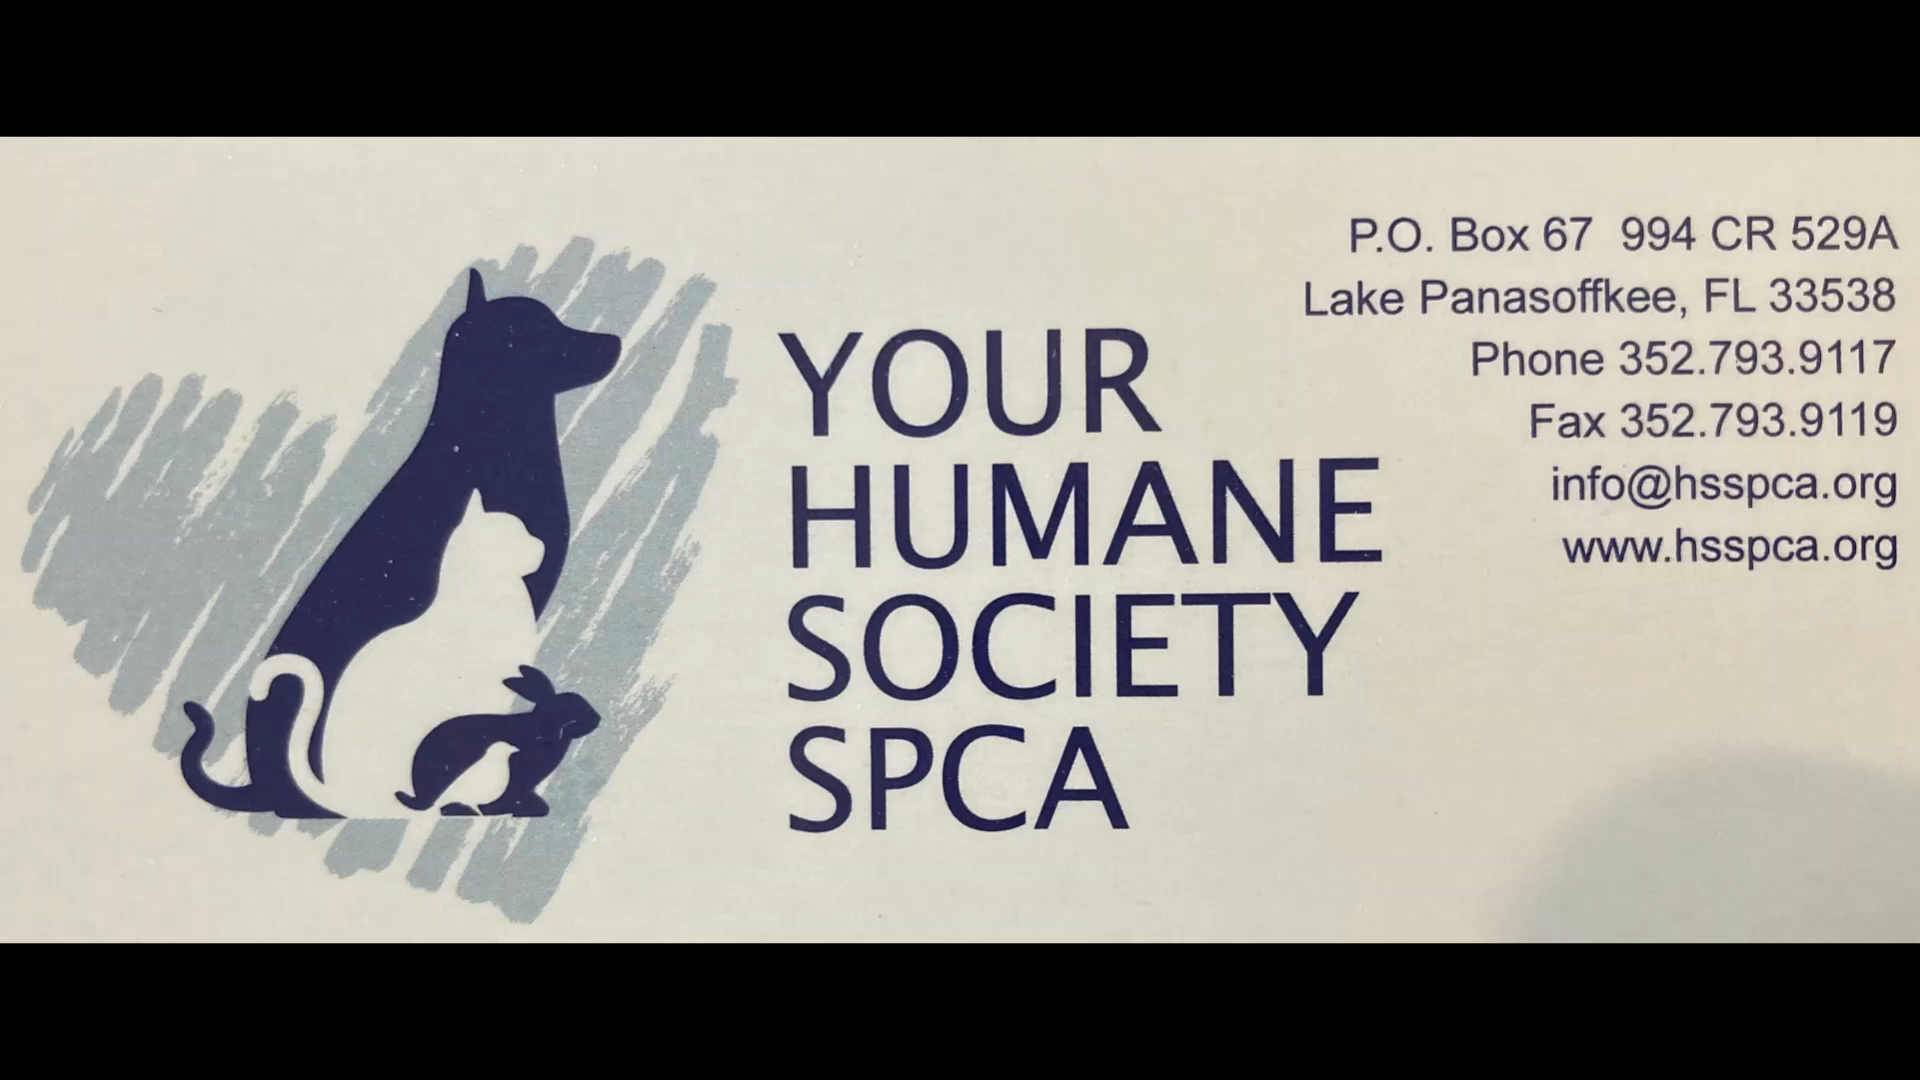 YOUR
HUMANE
SOCIETY
SPCA
P.O. Box 67  994 CR 529A
Lake Panasoffkee, FL 33538
Phone 352.793.9117
Fax 352.793.9119
info@hsspca.org
www.hsspca.org